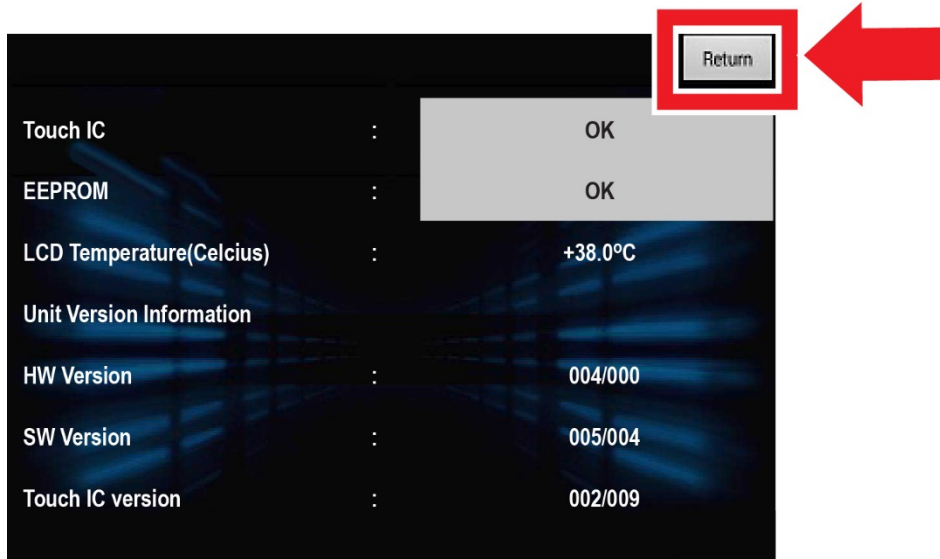 Return
Touch IC : OK
EEPROM : OK
LCD Temperature(Celcius) : +38.0ºC
Unit Version Information
HW Version : 004/000
SW Version : 005/004
Touch IC version : 002/009